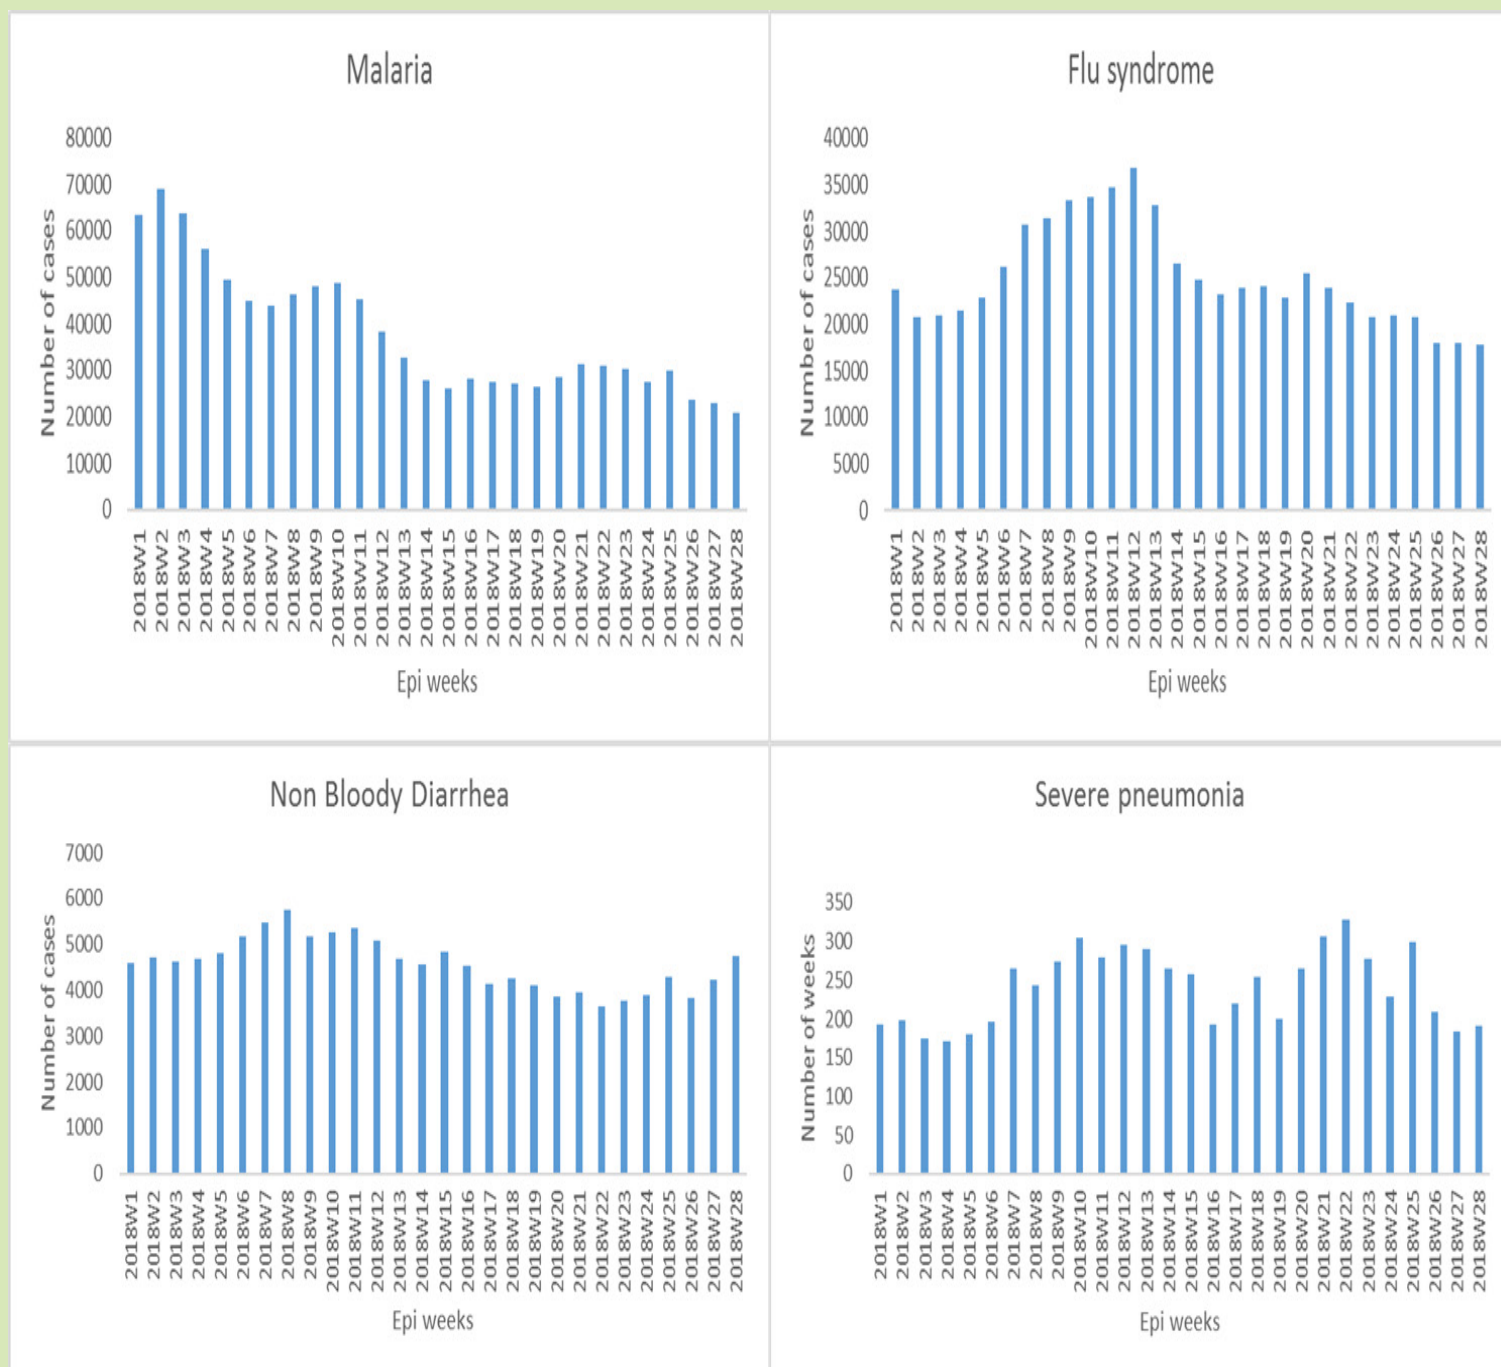 Malaria
80000
70000
60000
50000
40000
30000
20000
10000
0
Number of cases
2018W1
2018W2
2018W3
2018W4
2018W5
2018W6
2018W7
2018W8
2018W9
2018W10
2018W11
2018W12
2018W13
2018W14
2018W15
2018W16
2018W17
2018W18
2018W19
2018W20
2018W21
2018W22
2018W23
2018W24
2018W25
2018W26
2018W27
2018W28
Epi weeks
Flu syndrome
40000
35000
30000
25000
20000
15000
10000
5000
0
Number of cases
2018W1
2018W2
2018W3
2018W4
2018W5
2018W6
2018W7
2018W8
2018W9
2018W10
2018W11
2018W12
2018W13
2018W14
2018W15
2018W16
2018W17
2018W18
2018W19
2018W20
2018W21
2018W22
2018W23
2018W24
2018W25
2018W26
2018W27
2018W28
Epi weeks
Non Bloody Diarrhea
7000
6000
5000
4000
3000
2000
1000
0
Number of cases
2018W1
2018W2
2018W3
2018W4
2018W5
2018W6
2018W7
2018W8
2018W9
2018W10
2018W11
2018W12
2018W13
2018W14
2018W15
2018W16
2018W17
2018W18
2018W19
2018W20
2018W21
2018W22
2018W23
2018W24
2018W25
2018W26
2018W27
2018W28
Epi weeks
Severe pneumonia
350
300
250
200
150
100
50
0
Number of weeks
2018W1
2018W2
2018W3
2018W4
2018W5
2018W6
2018W7
2018W8
2018W9
2018W10
2018W11
2018W12
2018W13
2018W14
2018W15
2018W16
2018W17
2018W18
2018W19
2018W20
2018W21
2018W22
2018W23
2018W24
2018W25
2018W26
2018W27
2018W28
Epi weeks